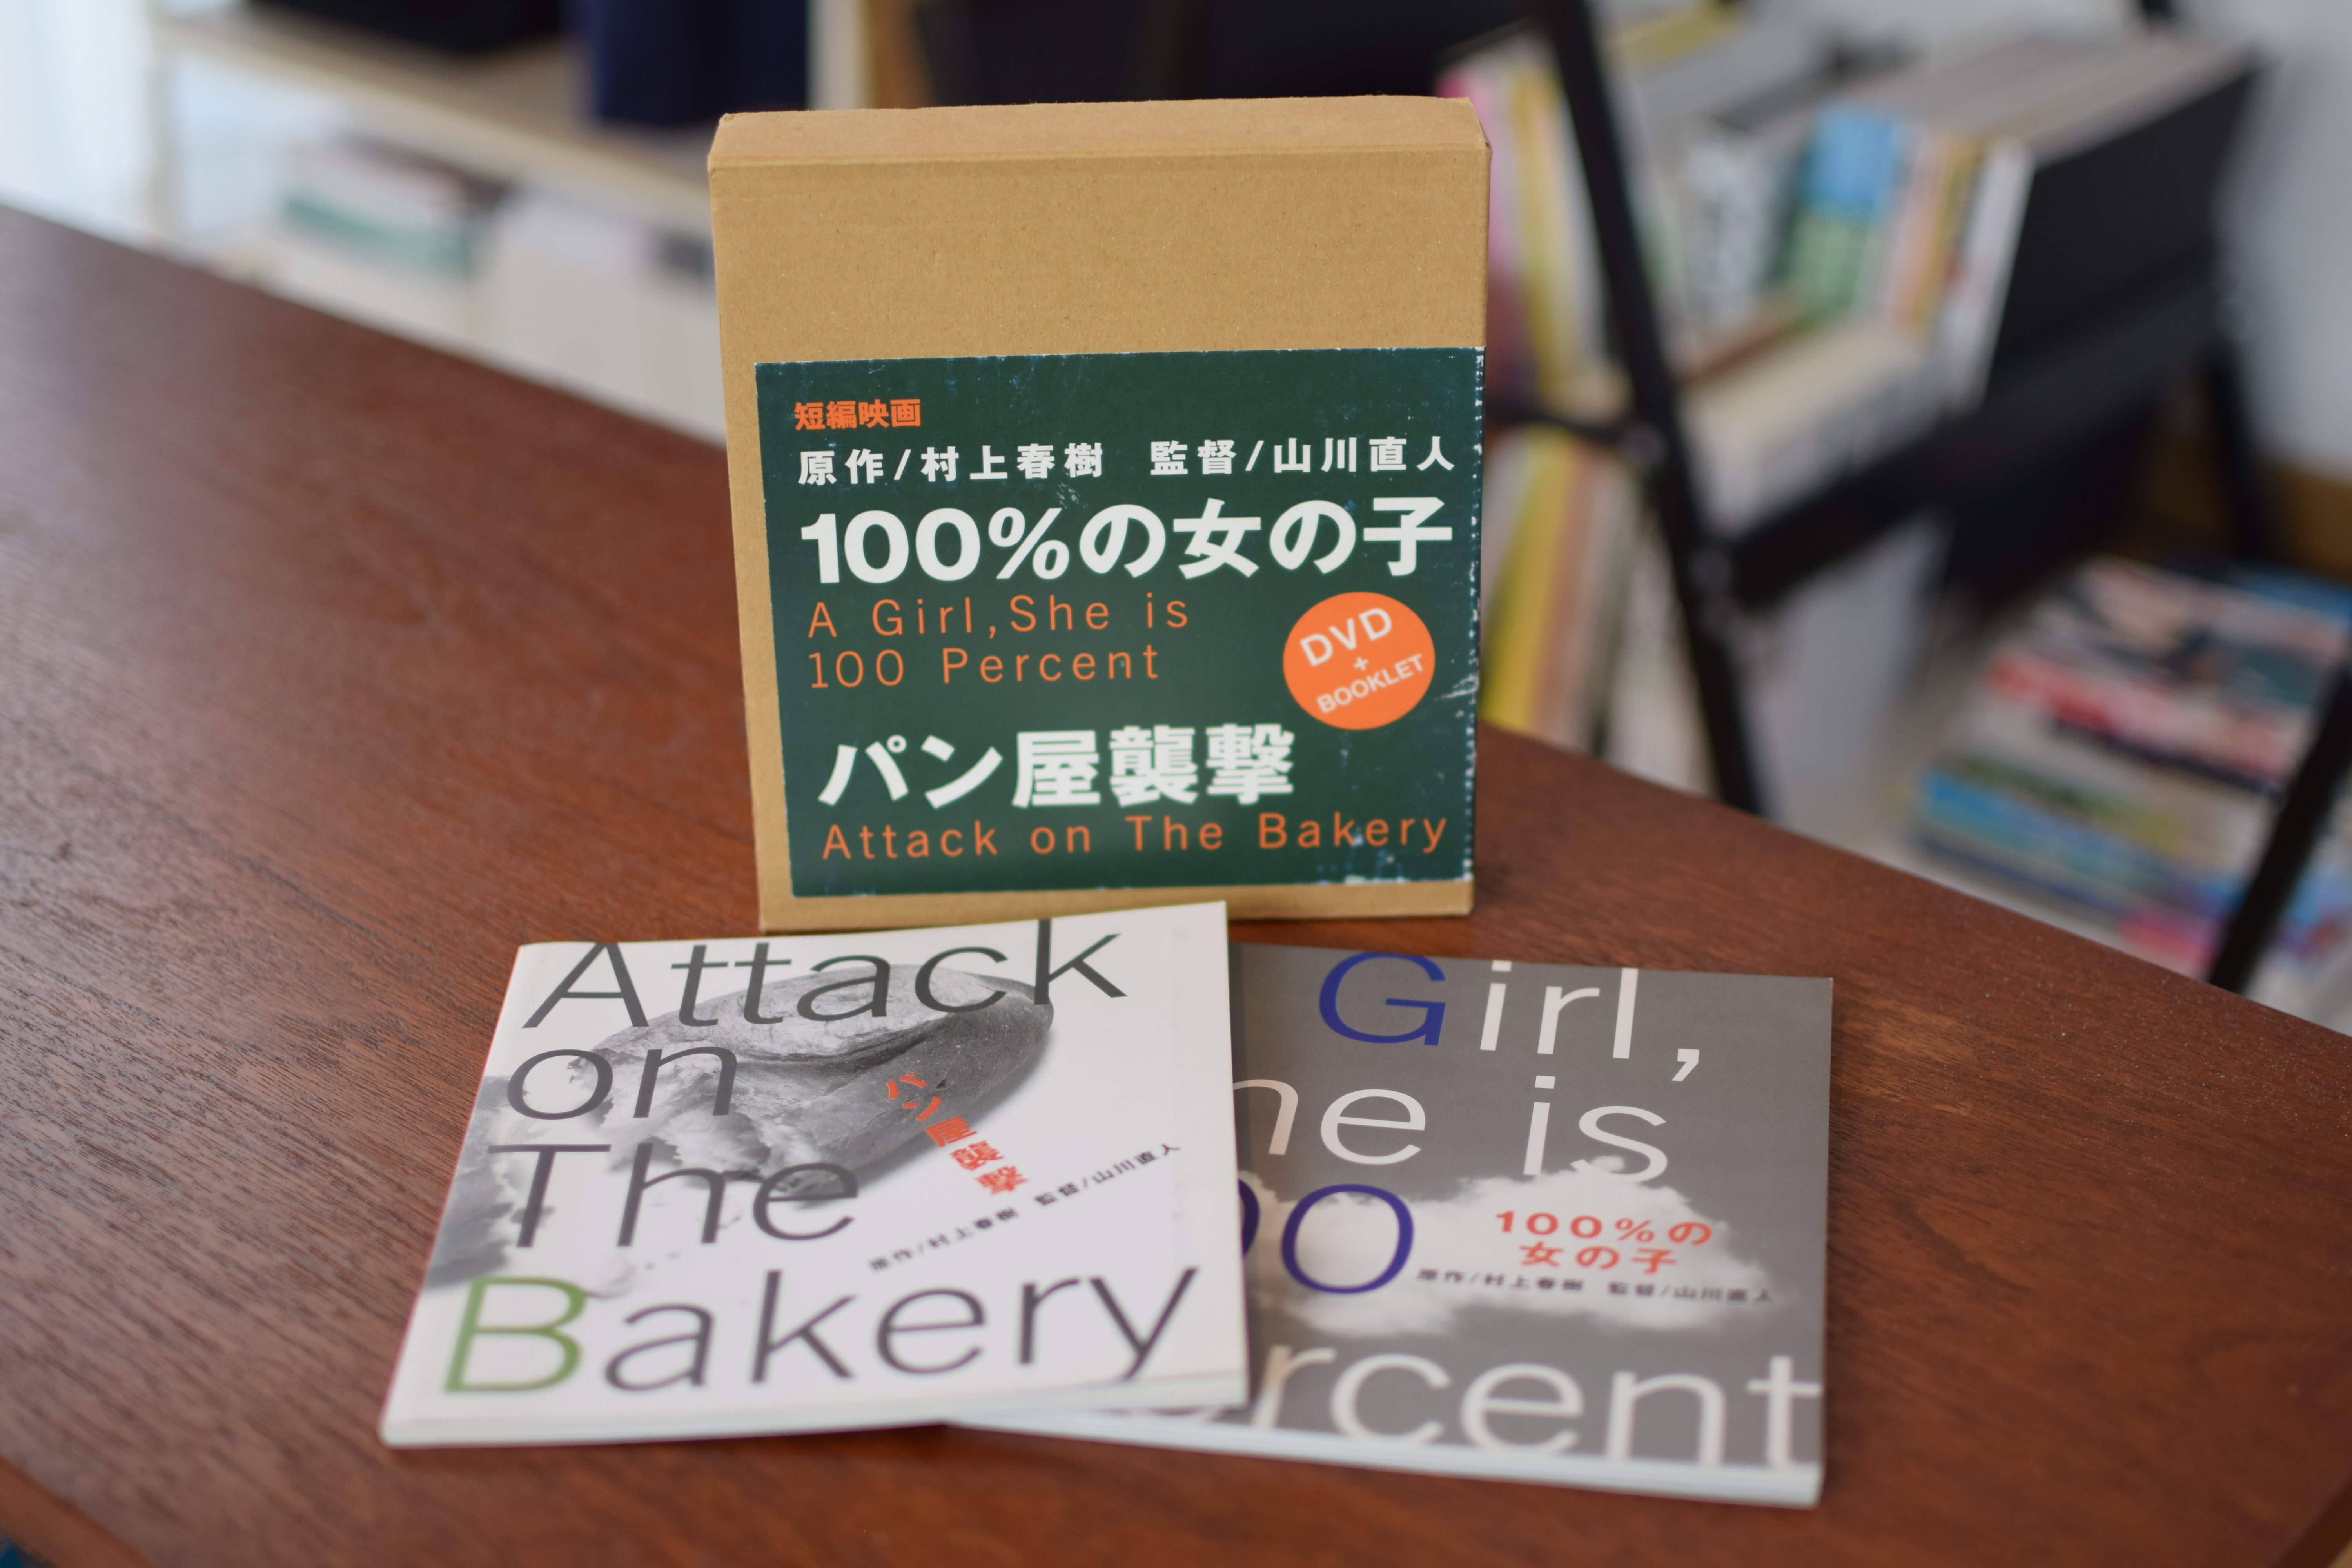 短編映画
原作/村上春樹 監督/山川直人
100%の女の子
A Girl,She is
100 Percent
DVD
+
BOOKLET
パン屋襲撃
Attack on The Bakery
Attack
on
The
Bakery
パン屋襲撃
原作/村上春樹 監督/山川直人
Girl,
he is
00
100%の
女の子
原作/村上春樹 監督/山川直人
ercent